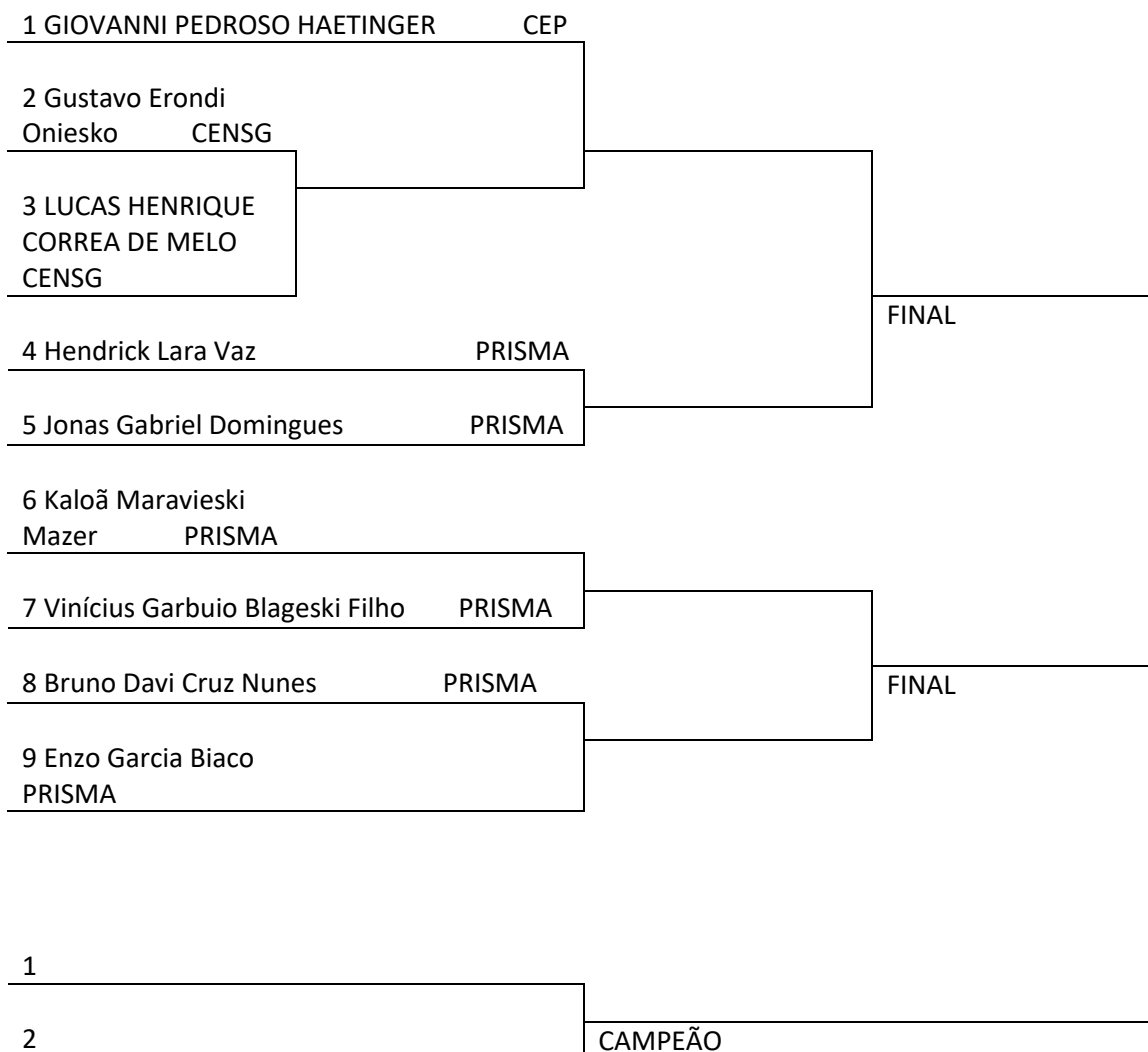 1 GIOVANNI PEDROSO HAETINGER CEP
2 Gustavo Erondi
Oniesko CENSG
3 LUCAS HENRIQUE
CORREA DE MELO
CENSG
FINAL
4 Hendrick Lara Vaz PRISMA
5 Jonas Gabriel Domingues PRISMA
6 Kaloã Maravieski
Mazer PRISMA
7 Vinícius Garbuio Blageski Filho PRISMA
8 Bruno Davi Cruz Nunes PRISMA
FINAL
9 Enzo Garcia Biaco
PRISMA
1
2
CAMPEÃO